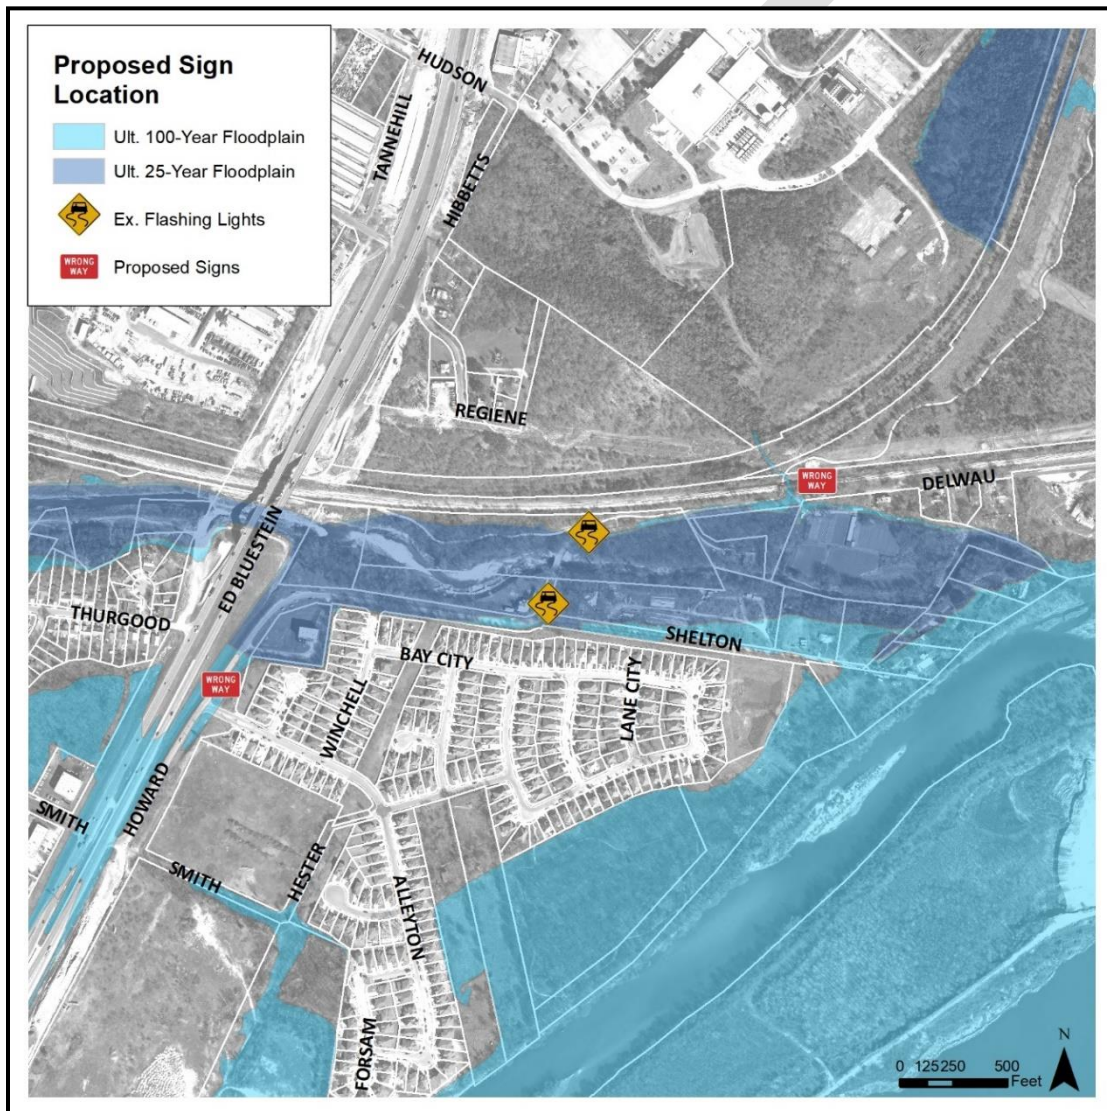 Proposed Sign
Location
Ult. 100-Year Floodplain
Ult. 25-Year Floodplain
Ex. Flashing Lights
WRONG
WAY
Proposed Signs
HUDSON
TANNEHILL
HIBBETTS
REGIENE
WRONG
WAY
DELWAU
ED BLUESTEIN
THURGOOD
SHELTON
BAY CITY
WRONG
WAY
WINCHELL
LANE CITY
HOWARD
SMITH
SMITH
HESTER
ALLEYTON
FORSAM
N
0 125 250 500
Feet